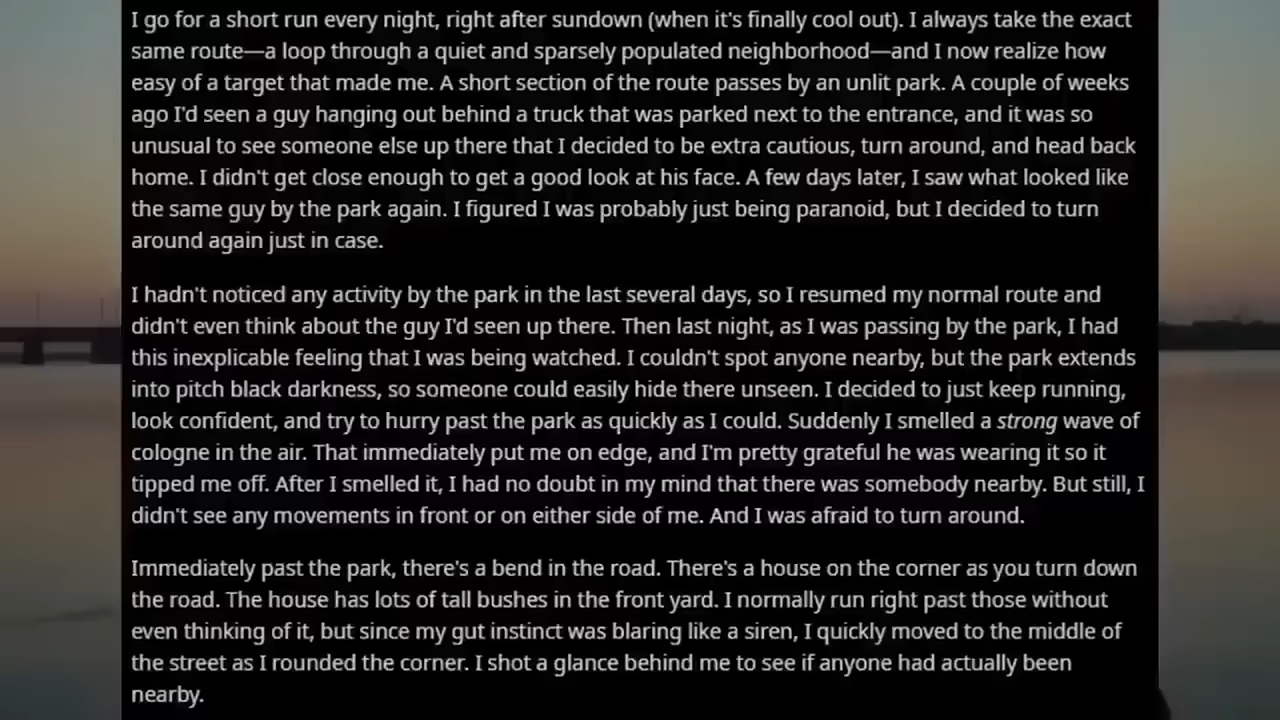 I go for a short run every night, right after sundown (when it's finally cool out). I always take the exact
same route—a loop through a quiet and sparsely populated neighborhood—and I now realize how
easy of a target that made me. A short section of the route passes by an unlit park. A couple of weeks
ago I'd seen a guy hanging out behind a truck that was parked next to the entrance, and it was so
unusual to see someone else up there that I decided to be extra cautious, turn around, and head back
home. I didn't get close enough to get a good look at his face. A few days later, I saw what looked like
the same guy by the park again. I figured I was probably just being paranoid, but I decided to turn
around again just in case.
I hadn't noticed any activity by the park in the last several days, so I resumed my normal route and
didn't even think about the guy I'd seen up there. Then last night, as I was passing by the park, I had
this inexplicable feeling that I was being watched. I couldn't spot anyone nearby, but the park extends
into pitch black darkness, so someone could easily hide there unseen. I decided to just keep running,
look confident, and try to hurry past the park as quickly as I could. Suddenly I smelled a strong wave of
cologne in the air. That immediately put me on edge, and I'm pretty grateful he was wearing it so it
tipped me off. After I smelled it, I had no doubt in my mind that there was somebody nearby. But still, I
didn't see any movements in front or on either side of me. And I was afraid to turn around.
Immediately past the park, there's a bend in the road. There's a house on the corner as you turn down
the road. The house has lots of tall bushes in the front yard. I normally run right past those without
even thinking of it, but since my gut instinct was blaring like a siren, I quickly moved to the middle of
the street as I rounded the corner. I shot a glance behind me to see if anyone had actually been
nearby.